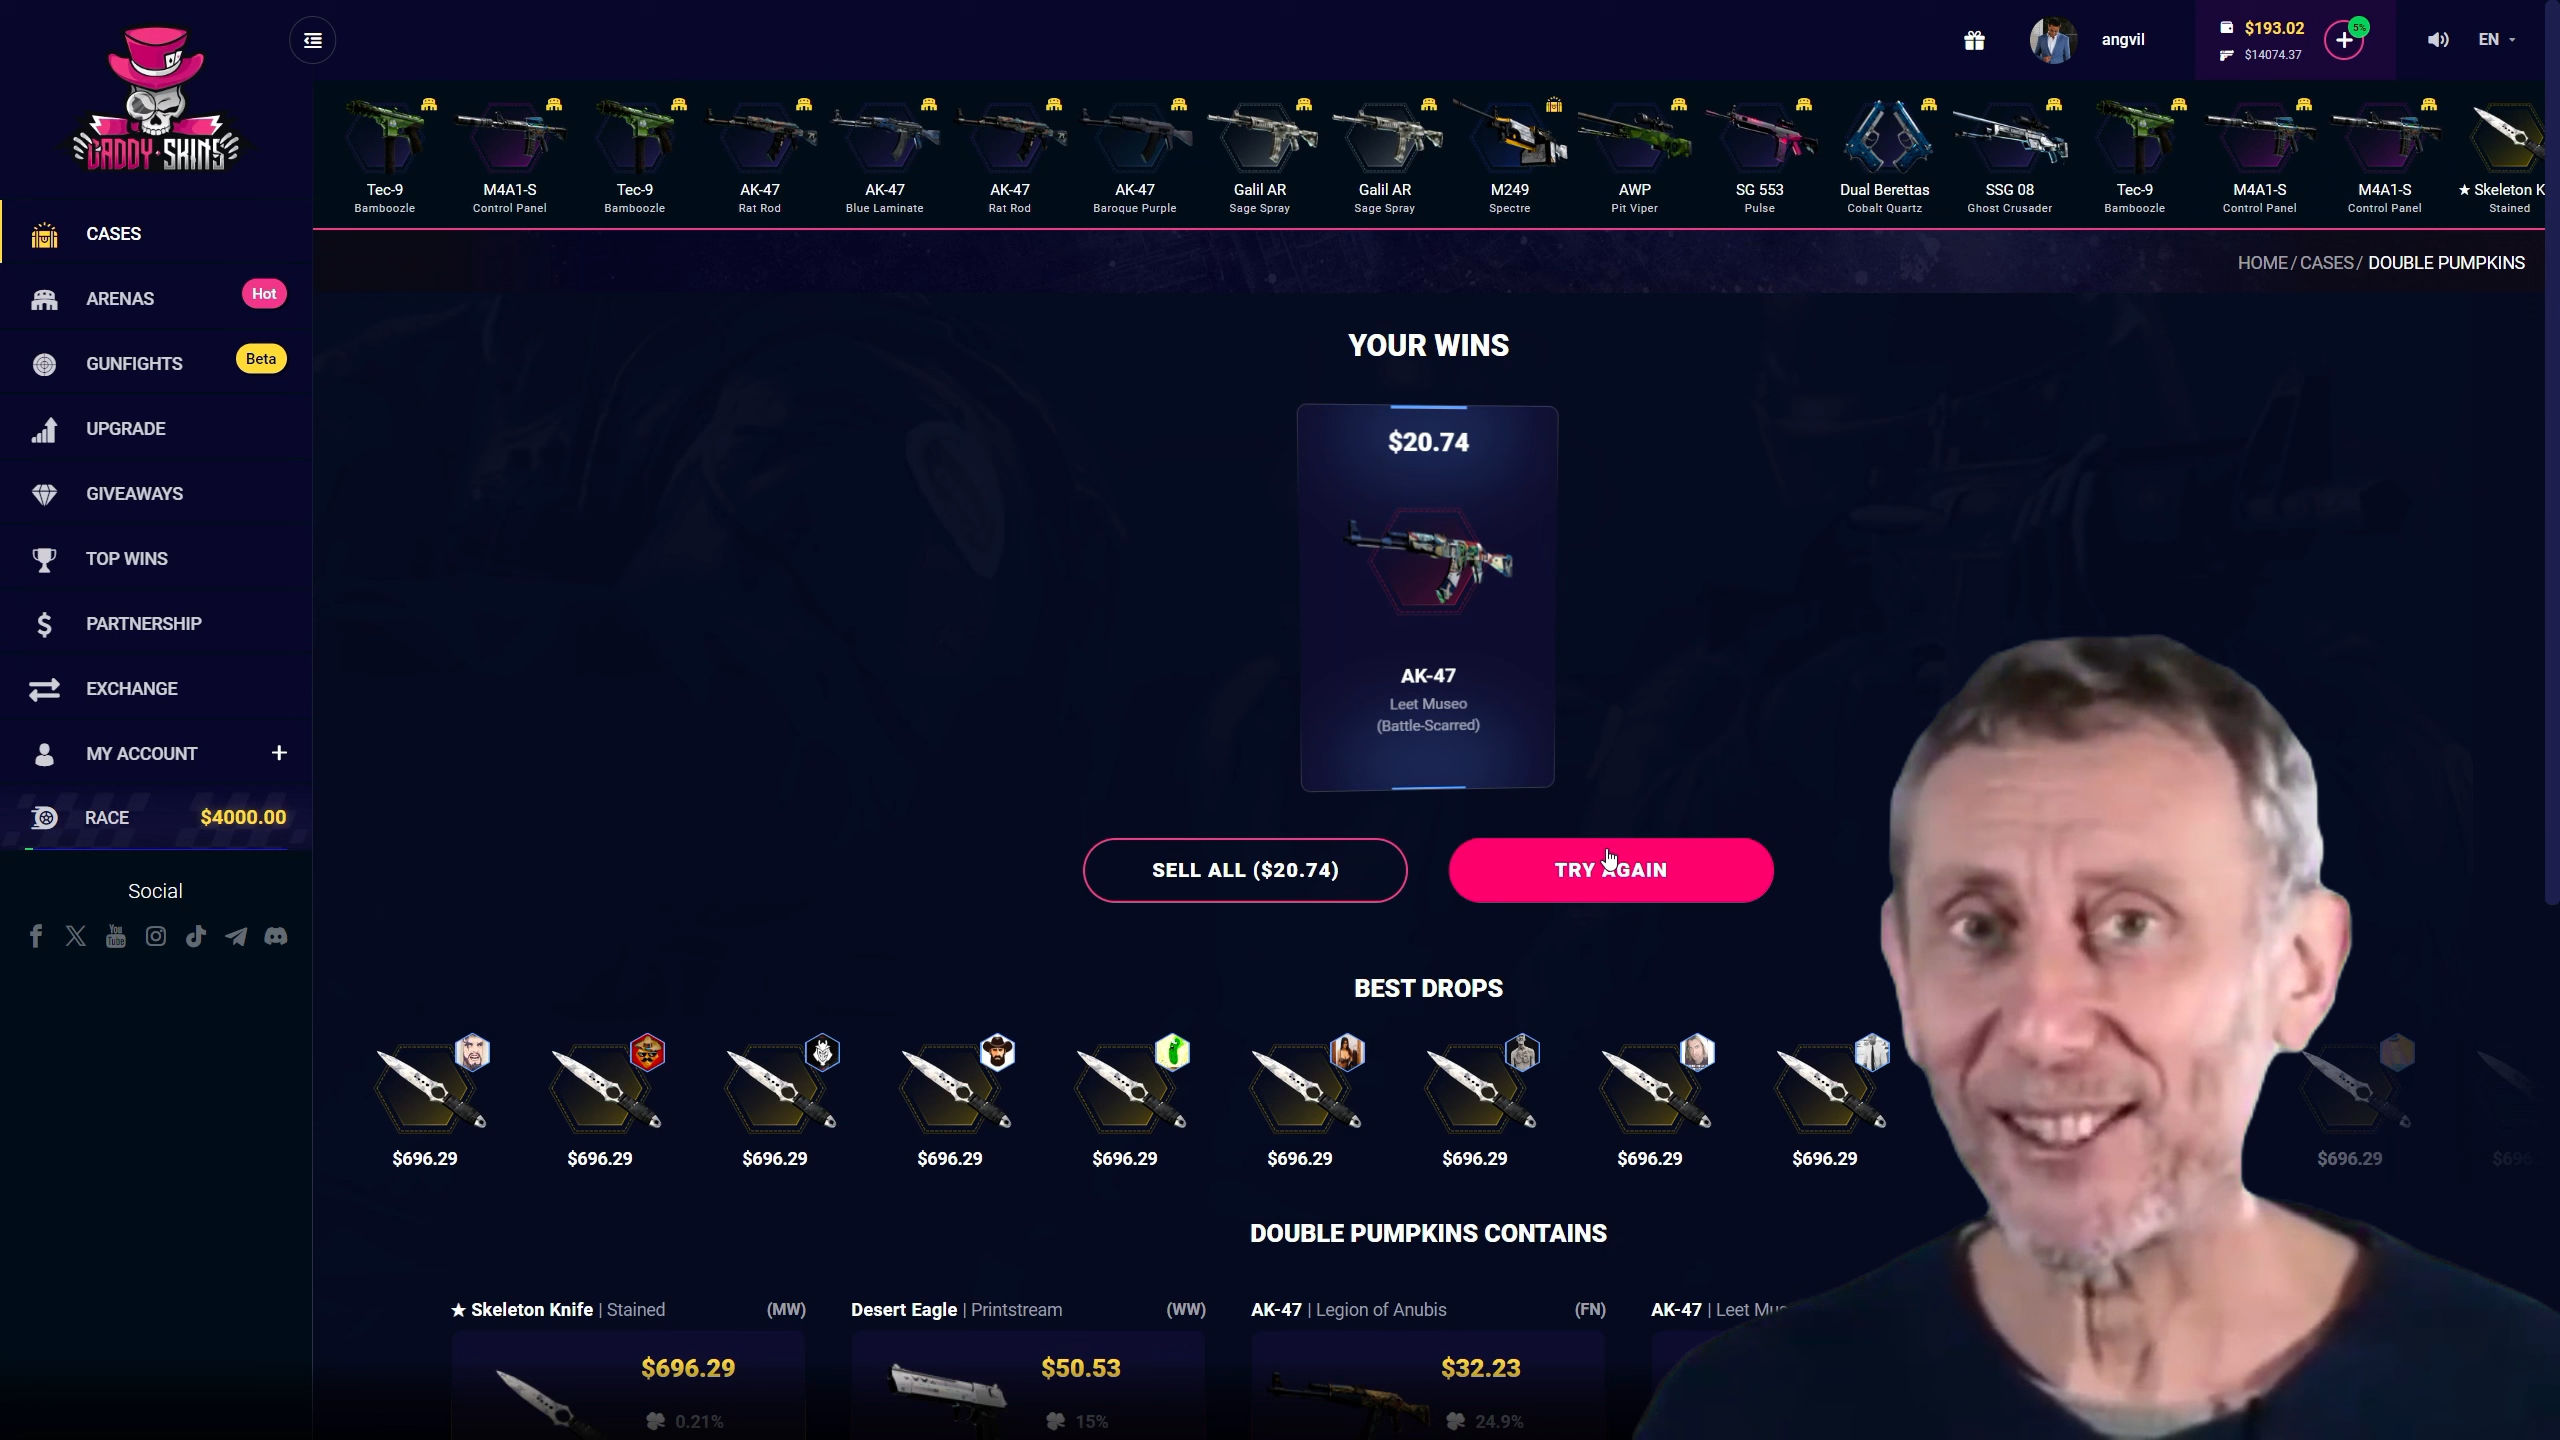 DADDY SKINS
angvil
$193.02
5%
$14074.37
EN
Tec-9
Bamboozle
M4A1-S
Control Panel
Tec-9
Bamboozle
AK-47
Rat Rod
AK-47
Blue Laminate
AK-47
Rat Rod
AK-47
Baroque Purple
Galil AR
Sage Spray
Galil AR
Sage Spray
M249
Spectre
AWP
Pit Viper
SG 553
Pulse
Dual Berettas
Cobalt Quartz
SSG 08
Ghost Crusader
Tec-9
Bamboozle
M4A1-S
Control Panel
M4A1-S
Control Panel
★ Skeleton K
Stained
CASES
ARENAS Hot
GUNFIGHTS Beta
UPGRADE
GIVEAWAYS
TOP WINS
PARTNERSHIP
EXCHANGE
MY ACCOUNT +
RACE $4000.00
Social
You Tube
HOME / CASES / DOUBLE PUMPKINS
YOUR WINS
$20.74
AK-47
Leet Museo
(Battle-Scarred)
SELL ALL ($20.74)
TRY AGAIN
BEST DROPS
$696.29
$696.29
$696.29
$696.29
$696.29
$696.29
$696.29
$696.29
$696.29
$696.29
$696
DOUBLE PUMPKINS CONTAINS
★ Skeleton Knife | Stained (MW)
$696.29
0.21%
Desert Eagle | Printstream (WW)
$50.53
15%
AK-47 | Legion of Anubis (FN)
$32.23
24.9%
AK-47 | Leet Mus